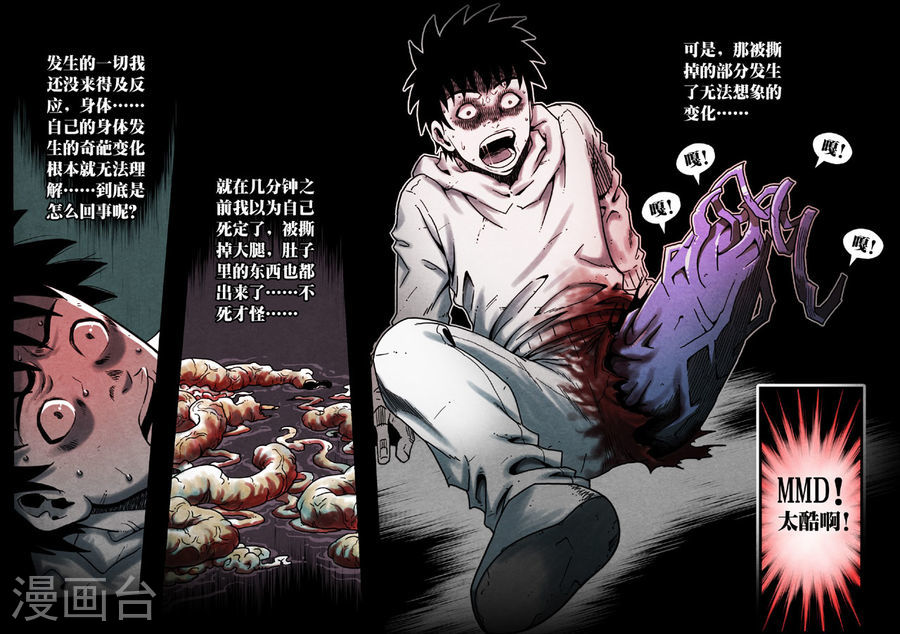 发生的一切我
还没来得及反
应，身体……
自己的身体发
生的奇葩变化
根本就无法理
解……到底是
怎么回事呢？
就在几分钟之
前我以为自己
死定了，被撕
掉大腿，肚子
里的东西也都
出来了……不
死才怪……
可是，那被撕
掉的部分发生
了无法想象的
变化……
嘎！
嘎！
嘎！
嘎！
MMD！
太酷啊！
漫画台